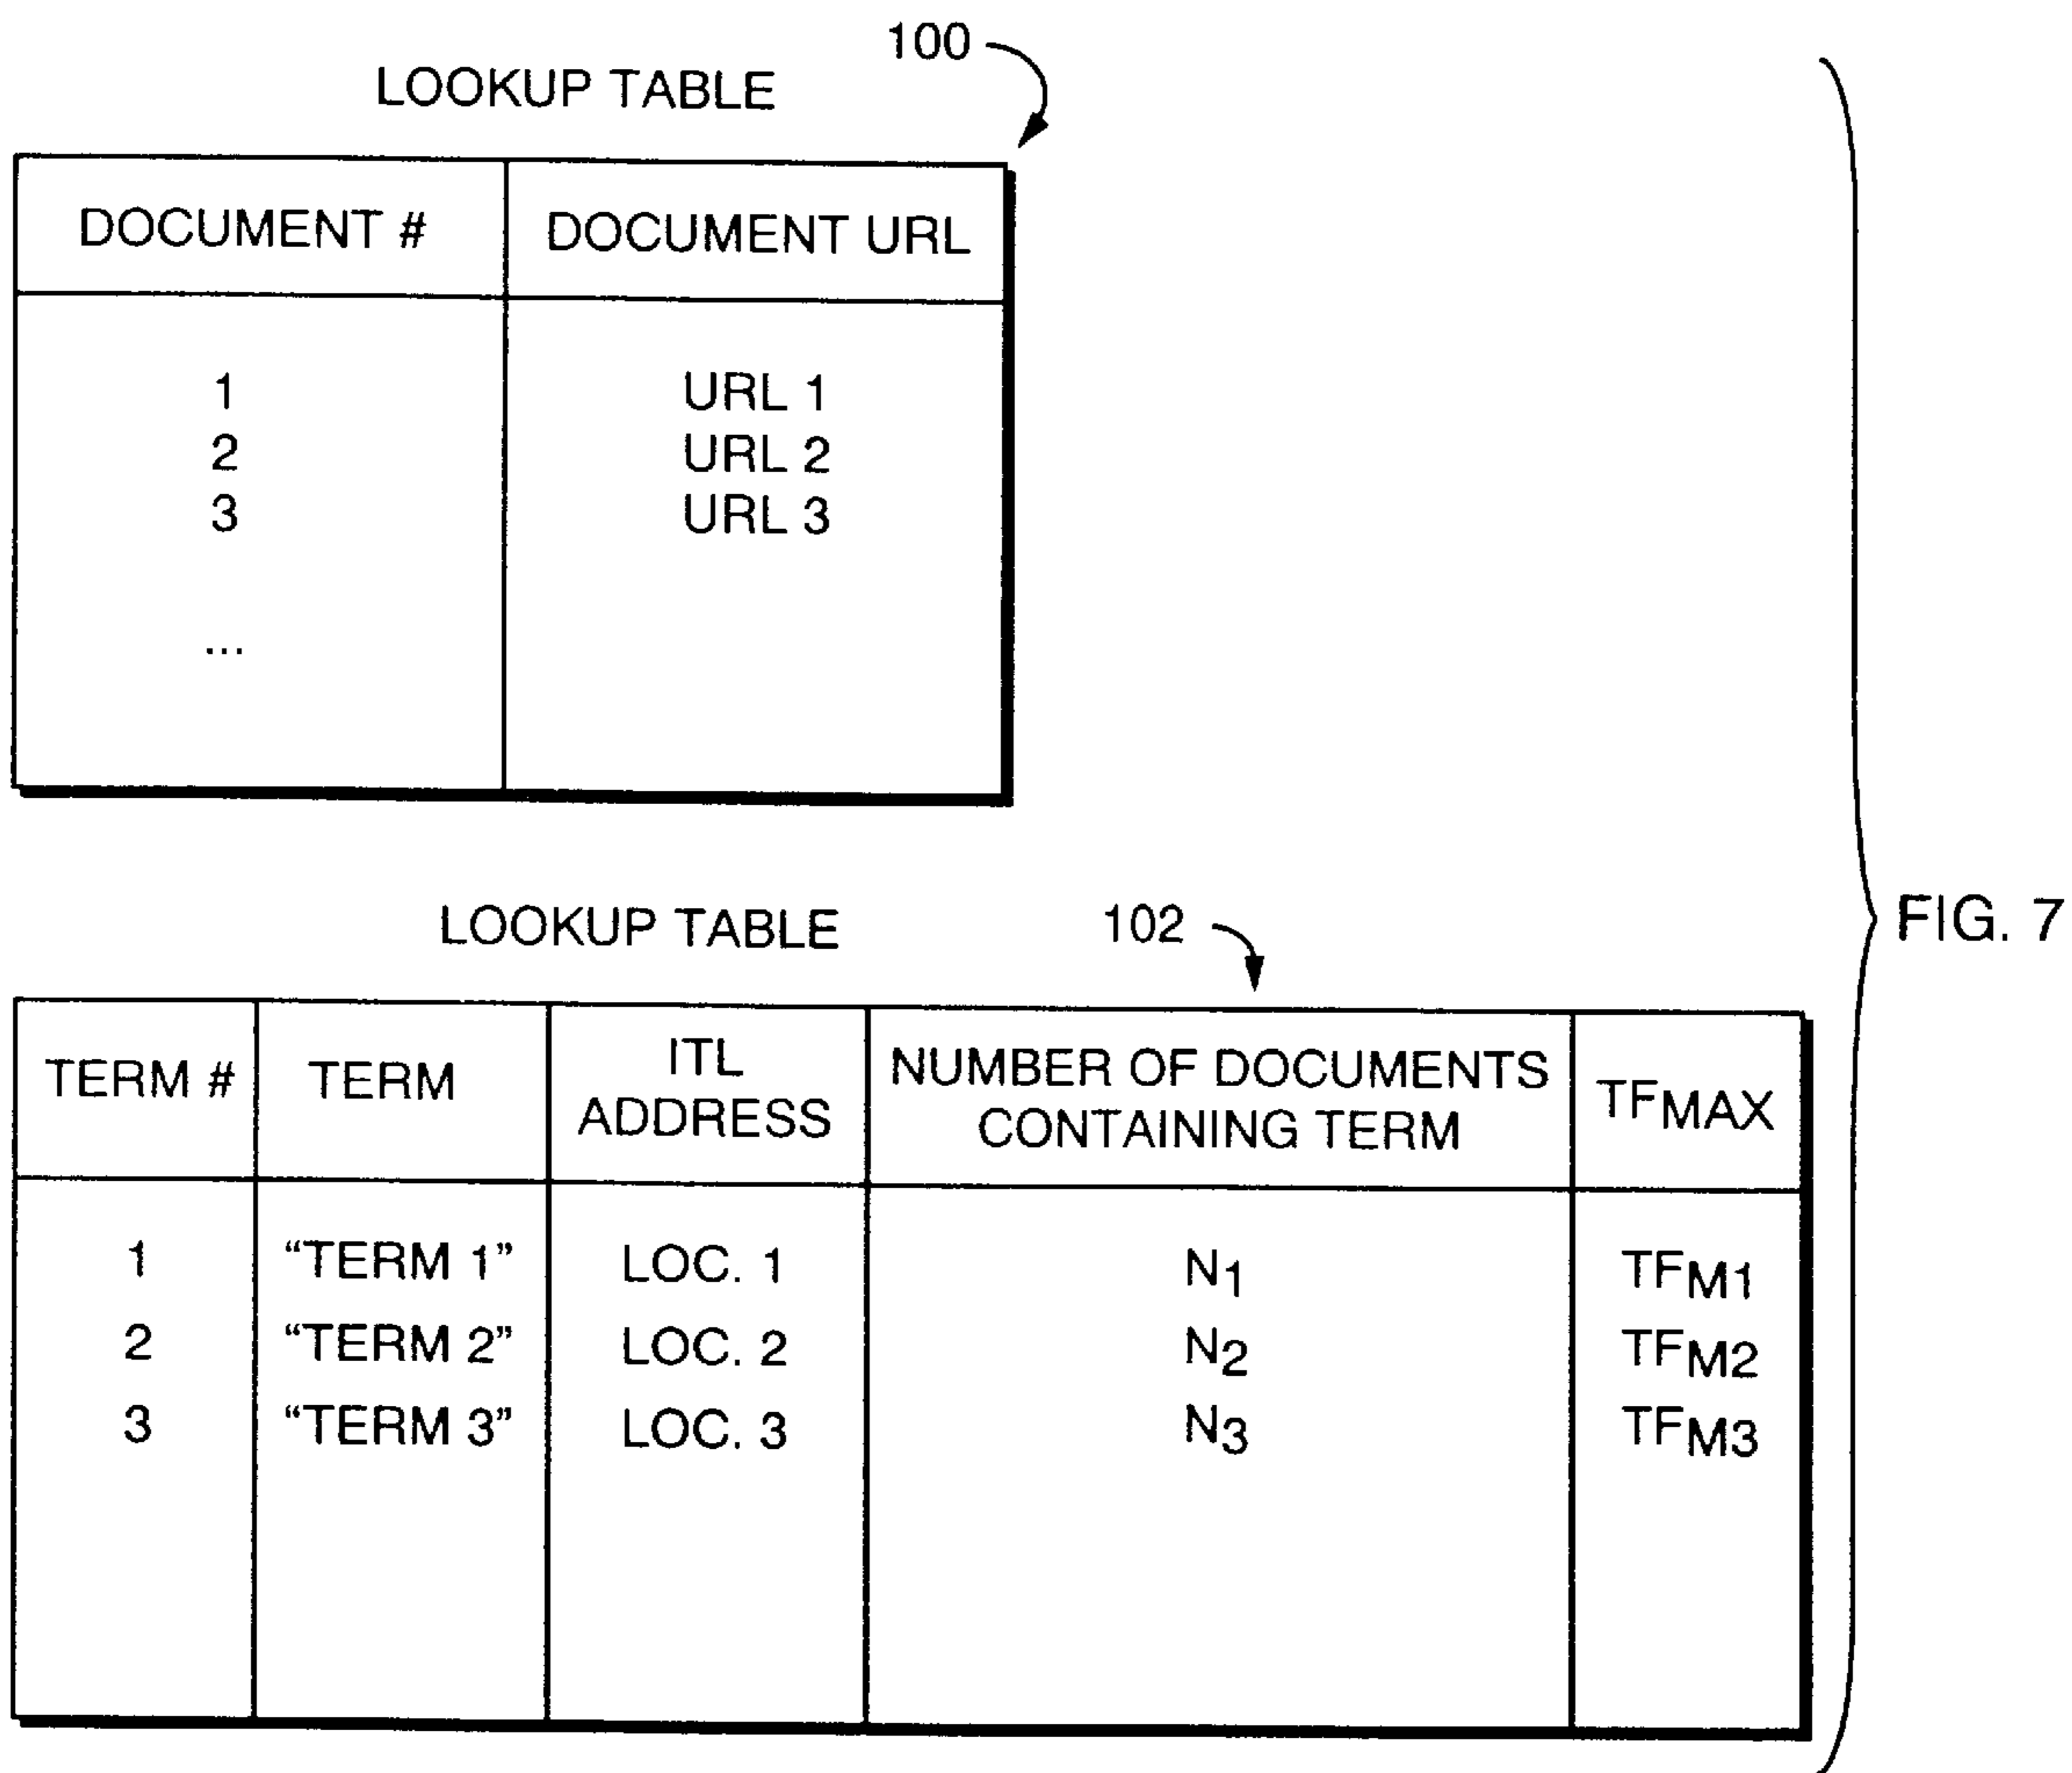 100
LOOKUP TABLE
DOCUMENT # DOCUMENT URL
1 URL 1
2 URL 2
3 URL 3
...
LOOKUP TABLE 102
FIG. 7
TERM # TERM ITL ADDRESS NUMBER OF DOCUMENTS CONTAINING TERM TFMAX
1 “TERM 1” LOC. 1 N1 TFM1
2 “TERM 2” LOC. 2 N2 TFM2
3 “TERM 3” LOC. 3 N3 TFM3